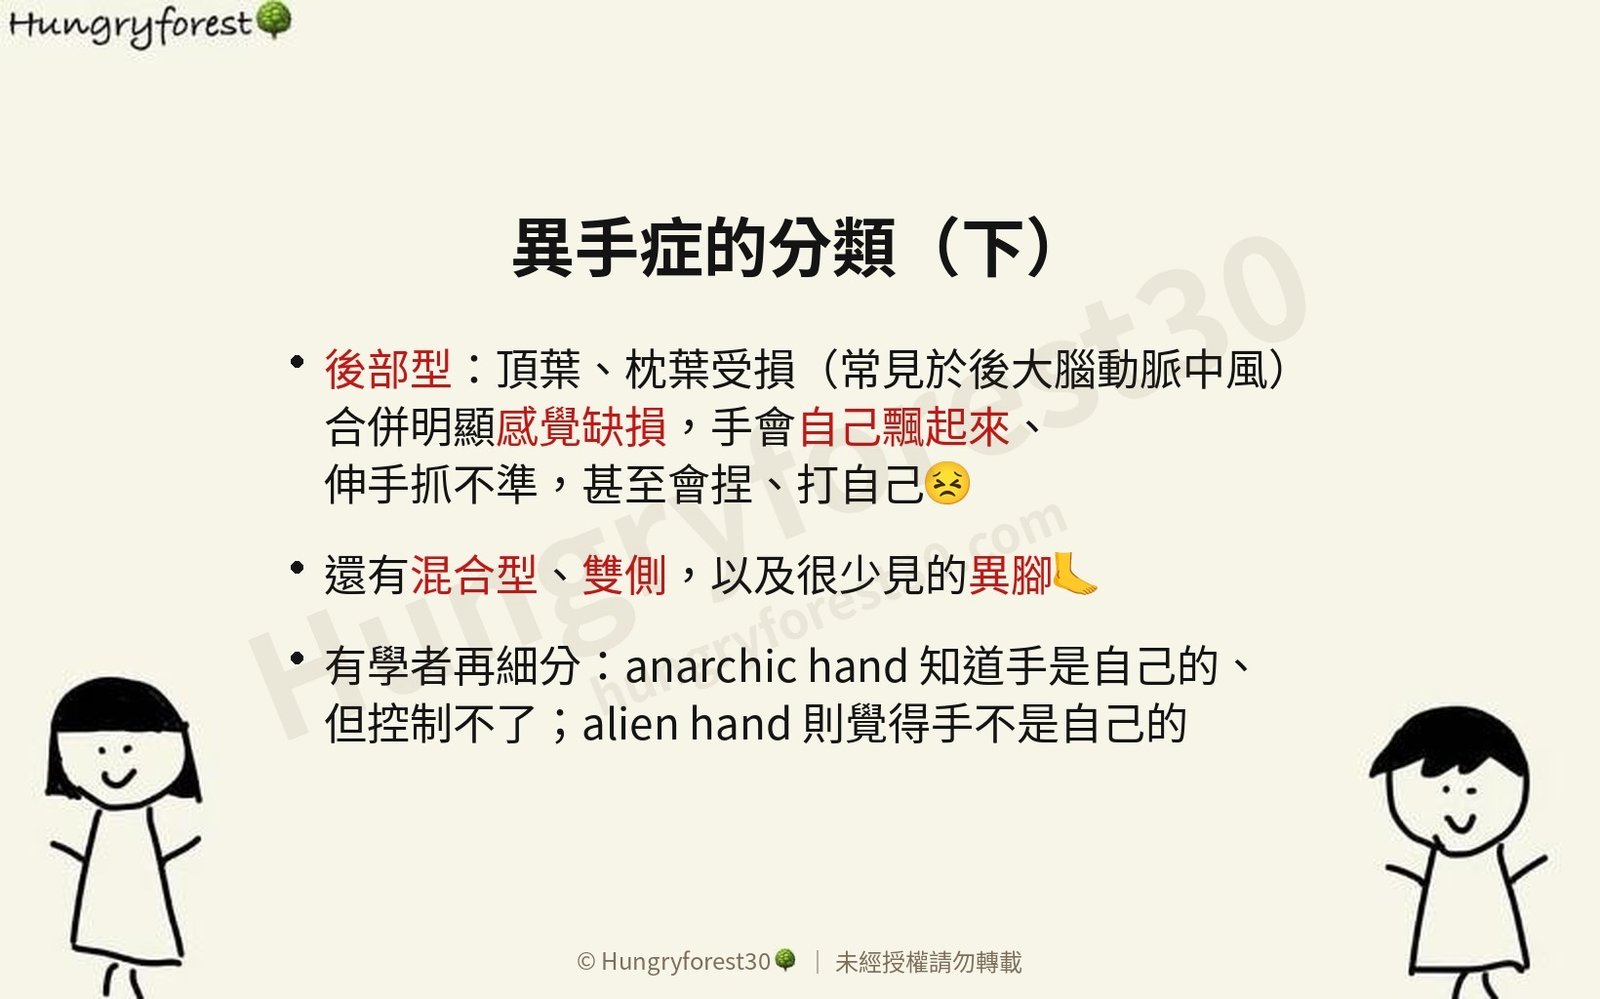 Hungryforest🌳
異手症的分類（下）
• 後部型：頂葉、枕葉受損（常見於後大腦動脈中風）
合併明顯感覺缺損，手會自己飄起來、
伸手抓不準，甚至會捏、打自己😣
• 還有混合型、雙側，以及很少見的異腳🦶
• 有學者再細分：anarchic hand 知道手是自己的、
但控制不了；alien hand 則覺得手不是自己的
Hungryforest30
hungryforest30.com
© Hungryforest30🌳 ｜ 未經授權請勿轉載